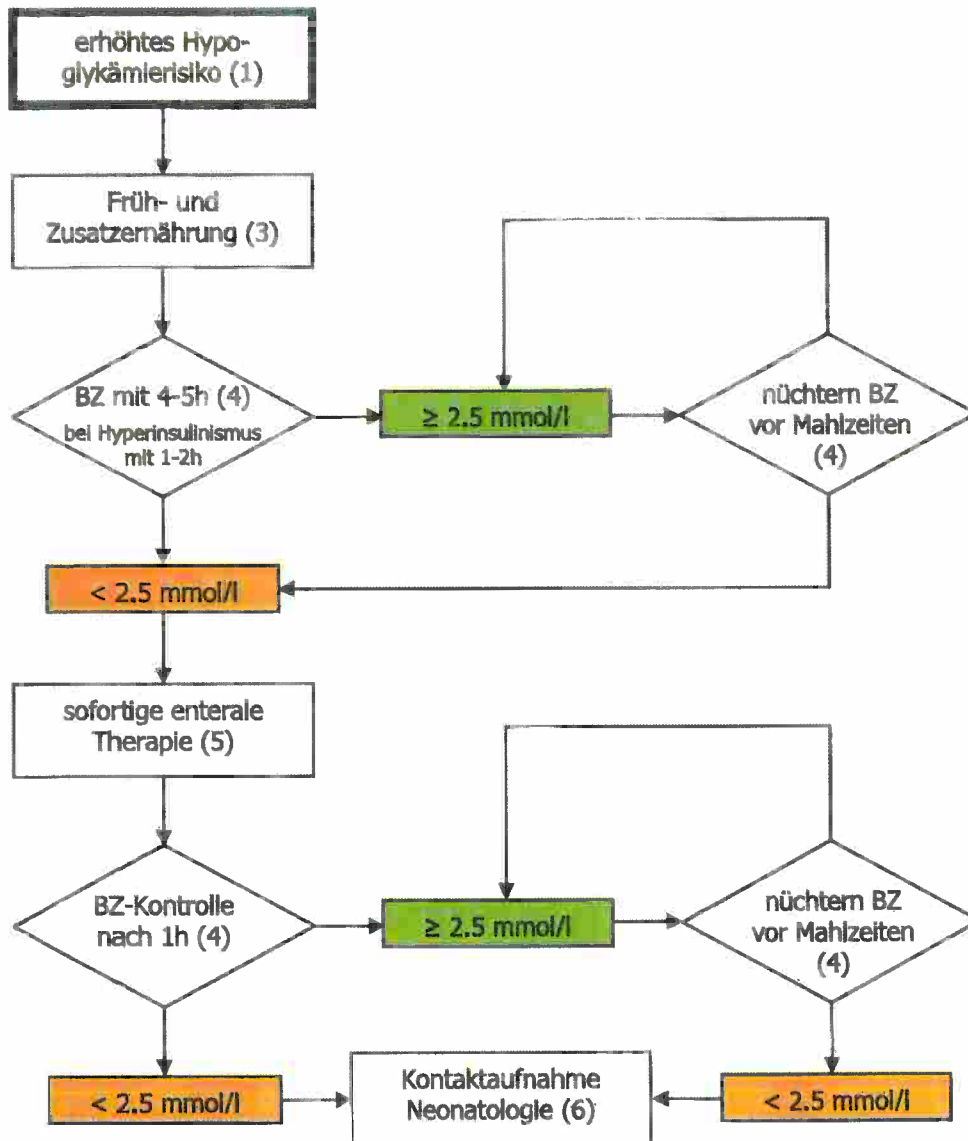 erhöhtes Hypo-
glykämierisiko (1)
Früh- und
Zusatzernährung (3)
BZ mit 4-5h (4)
bei Hyperinsulinismus
mit 1-2h
≥ 2.5 mmol/l
nüchtern BZ
vor Mahlzeiten
(4)
< 2.5 mmol/l
sofortige enterale
Therapie (5)
BZ-Kontrolle
nach 1h (4)
≥ 2.5 mmol/l
nüchtern BZ
vor Mahlzeiten
(4)
< 2.5 mmol/l
Kontaktaufnahme
Neonatologie (6)
< 2.5 mmol/l